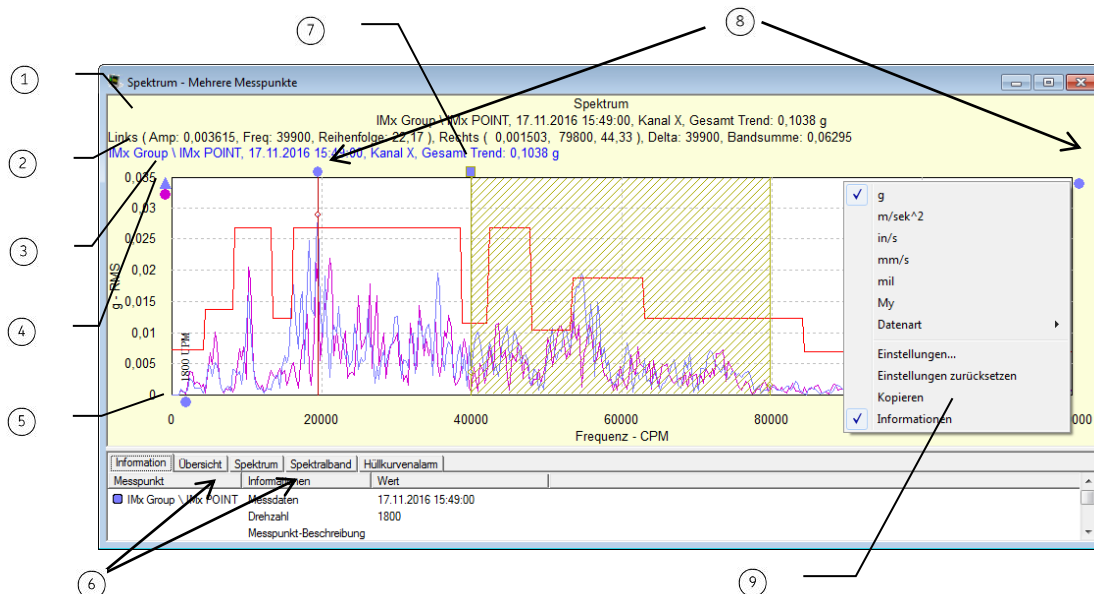 7
8
1
Spektrum - Mehrere Messpunkte
Spektrum
IMx Group \ IMx POINT, 17.11.2016 15:49:00, Kanal X, Gesamt Trend: 0,1038 g
Links ( Amp: 0,003615, Freq: 39900, Reihenfolge: 22,17 ), Rechts ( 0,001503, 79800, 44,33 ), Delta: 39900, Bandsumme: 0,06295
2
IMx Group \ IMx POINT, 17.11.2016 15:49:00, Kanal X, Gesamt Trend: 0,1038 g
0,035
0,03
0,025
0,02
0,015
0,01
0,005
0
g - RMS
1800 UPM
3
4
5
g
m/sek^2
in/s
mm/s
mil
My
Datenart
Einstellungen...
Einstellungen zurücksetzen
Kopieren
Informationen
0
20000
40000
60000
80000
000
Frequenz - CPM
Information
Übersicht
Spektrum
Spektralband
Hüllkurvenalarm
Messpunkt Informationen Wert
IMx Group \ IMx POINT Messdaten 17.11.2016 15:49:00
Drehzahl 1800
Messpunkt-Beschreibung
6
9